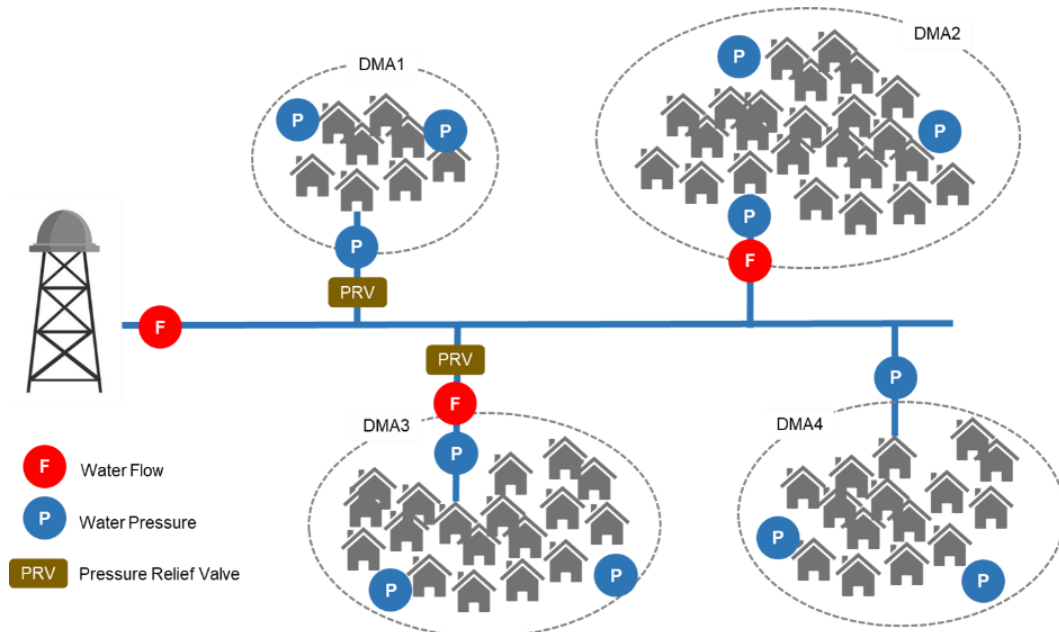 DMA1
DMA2
P
P
P
P
P
P
F
PRV
F
PRV
P
F
DMA3
DMA4
P
P
P
P
P
F Water Flow
P Water Pressure
PRV Pressure Relief Valve